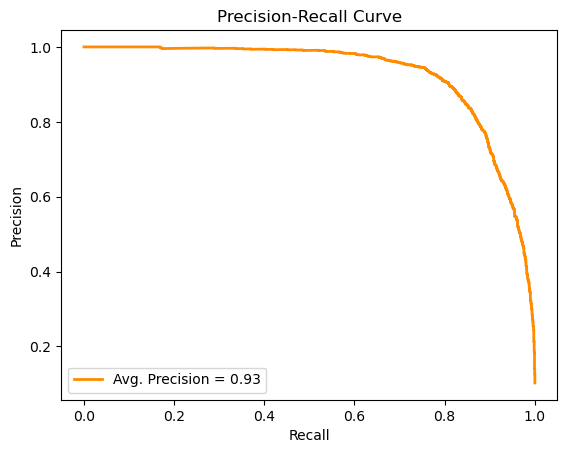 Precision-Recall Curve
1.0
0.8
0.6
0.4
0.2
Precision
Avg. Precision = 0.93
0.0 0.2 0.4 0.6 0.8 1.0
Recall